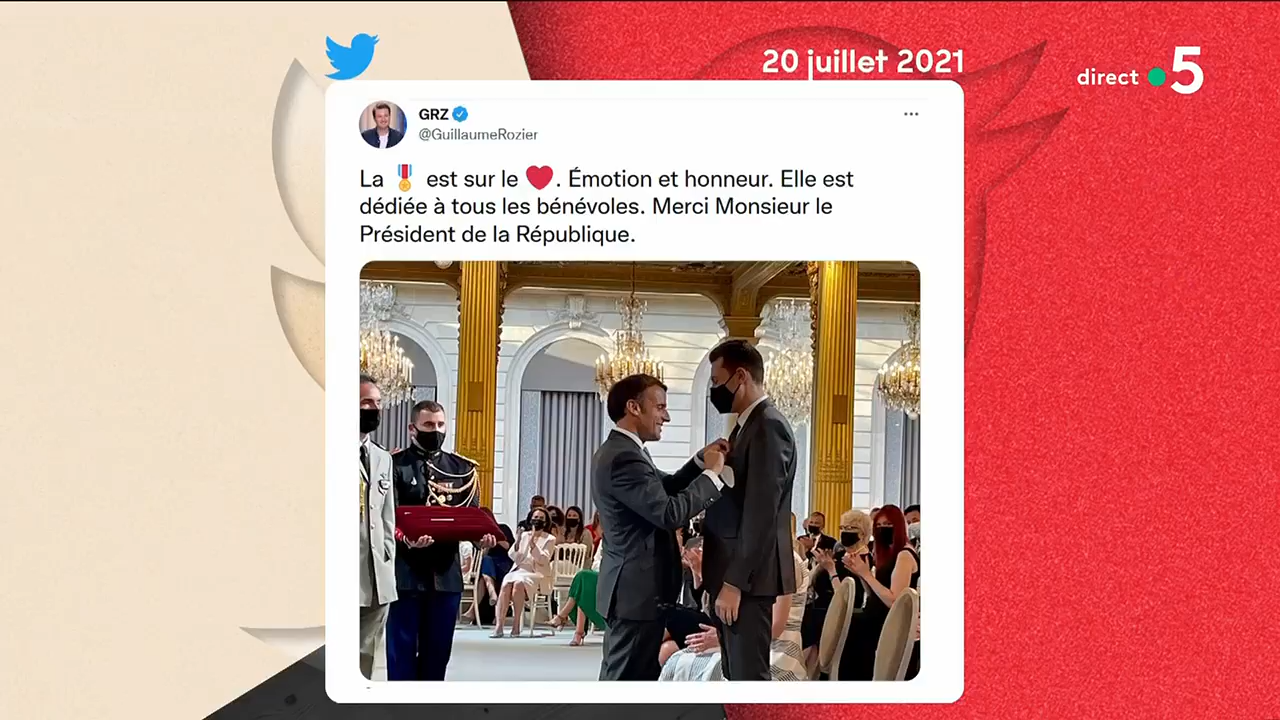 20 juillet 2021
direct 5
GRZ
@GuillaumeRozier
La 🎖️ est sur le ❤️. Émotion et honneur. Elle est
dédiée à tous les bénévoles. Merci Monsieur le
Président de la République.